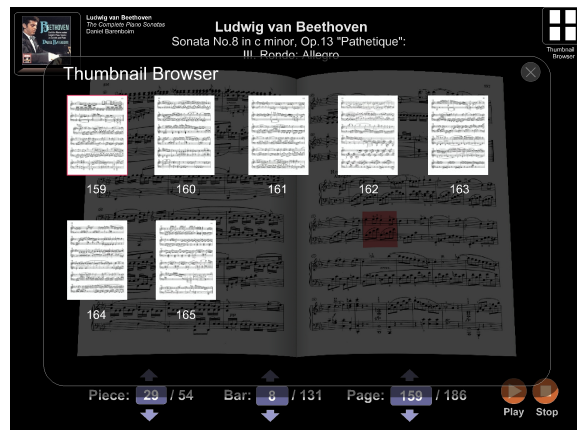 BEETHOVEN
DANIEL BARENBOIM
Ludwig van Beethoven
The Complete Piano Sonatas
Daniel Barenboim
Ludwig van Beethoven
Sonata No.8 in c minor, Op.13 "Pathetique":
III. Rondo: Allegro
Thumbnail
Browser
Thumbnail Browser
159 160 161 162 163
164 165
Piece: 29 / 54 Bar: 8 / 131 Page: 159 / 186
Play Stop